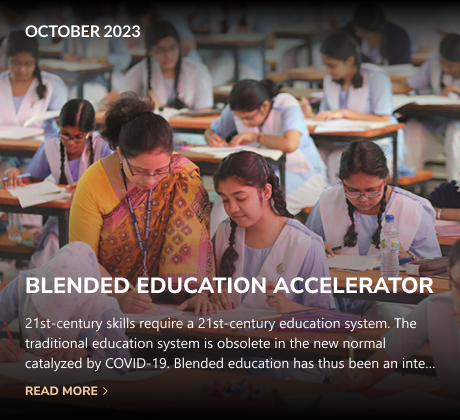 OCTOBER 2023
BLENDED EDUCATION ACCELERATOR
21st-century skills require a 21st-century education system. The
traditional education system is obsolete in the new normal
catalyzed by COVID-19. Blended education has thus been an inte...
READ MORE >